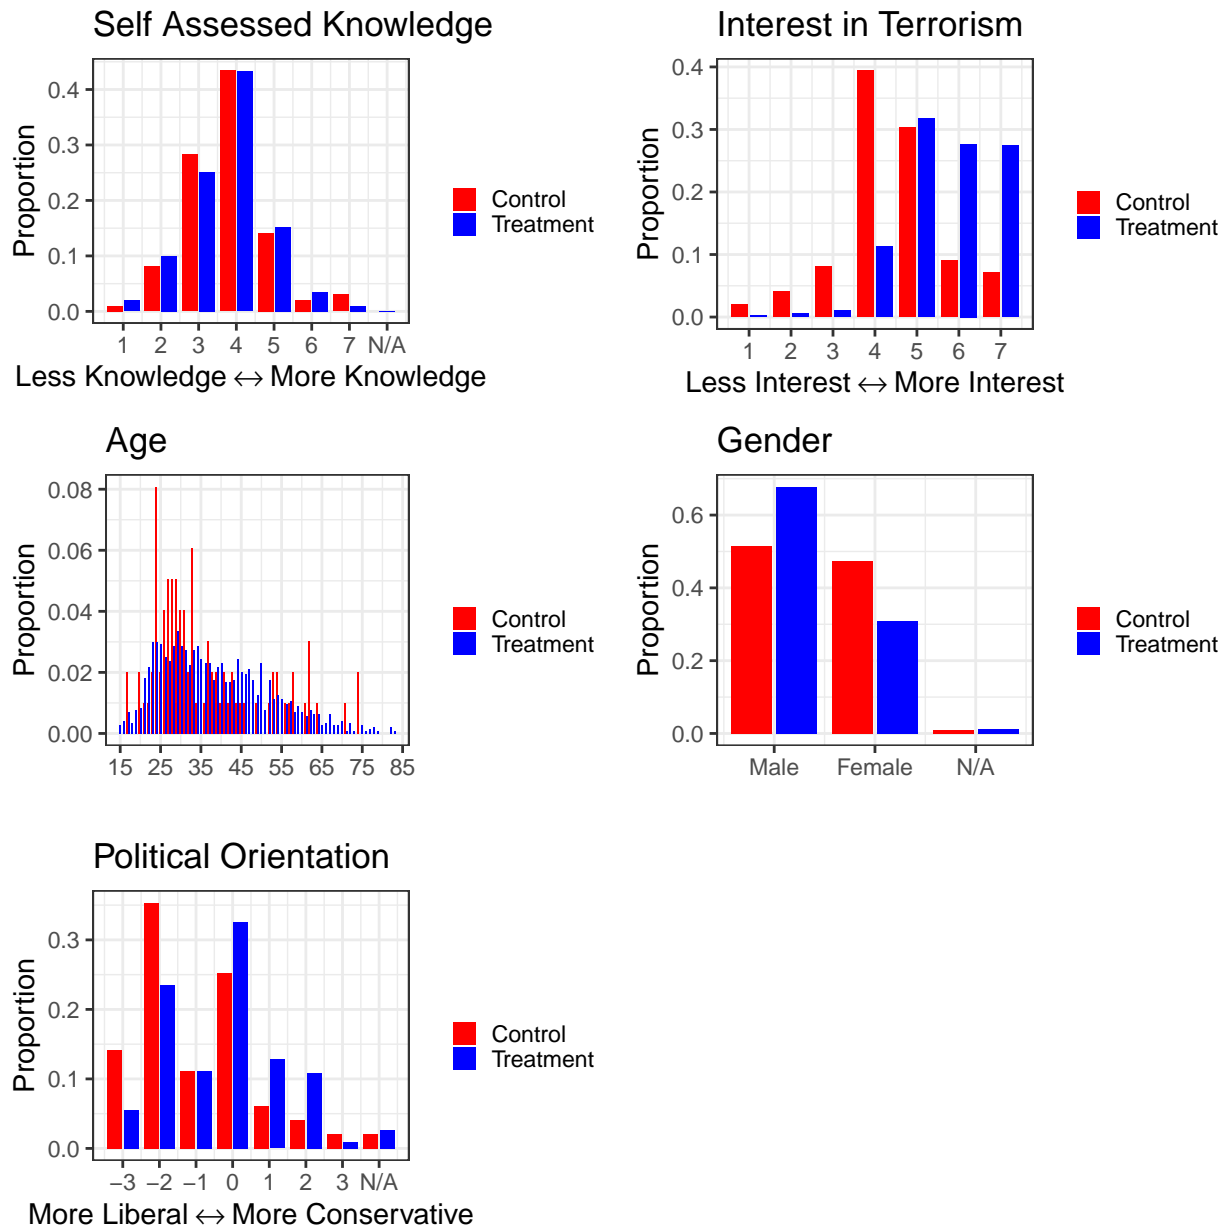 Self Assessed Knowledge
Proportion
0.4
0.3
0.2
0.1
0.0
1 2 3 4 5 6 7 N/A
Less Knowledge ↔ More Knowledge
Control
Treatment
Interest in Terrorism
Proportion
0.4
0.3
0.2
0.1
0.0
1 2 3 4 5 6 7
Less Interest ↔ More Interest
Control
Treatment
Age
Proportion
0.08
0.06
0.04
0.02
0.00
15 25 35 45 55 65 75 85
Control
Treatment
Gender
Proportion
0.6
0.4
0.2
0.0
Male Female N/A
Control
Treatment
Political Orientation
Proportion
0.3
0.2
0.1
0.0
−3 −2 −1 0 1 2 3 N/A
More Liberal ↔ More Conservative
Control
Treatment